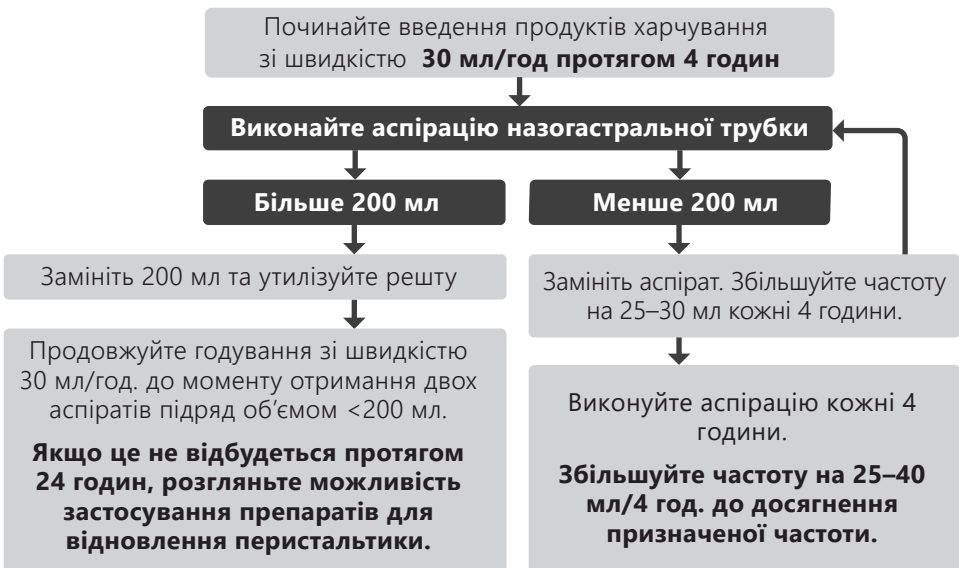 Починайте введення продуктів харчування
зі швидкістю 30 мл/год протягом 4 годин
Виконайте аспірацію назогастральної трубки
Більше 200 мл
Менше 200 мл
Замініть 200 мл та утилізуйте решту
Замініть аспірат. Збільшуйте частоту
на 25–30 мл кожні 4 години.
Продовжуйте годування зі швидкістю
30 мл/год. до моменту отримання двох
аспіратів підряд об’ємом <200 мл.
Якщо це не відбудеться протягом
24 годин, розгляньте можливість
застосування препаратів для
відновлення перистальтики.
Виконуйте аспірацію кожні 4
години.
Збільшуйте частоту на 25–40
мл/4 год. до досягнення
призначеної частоти.